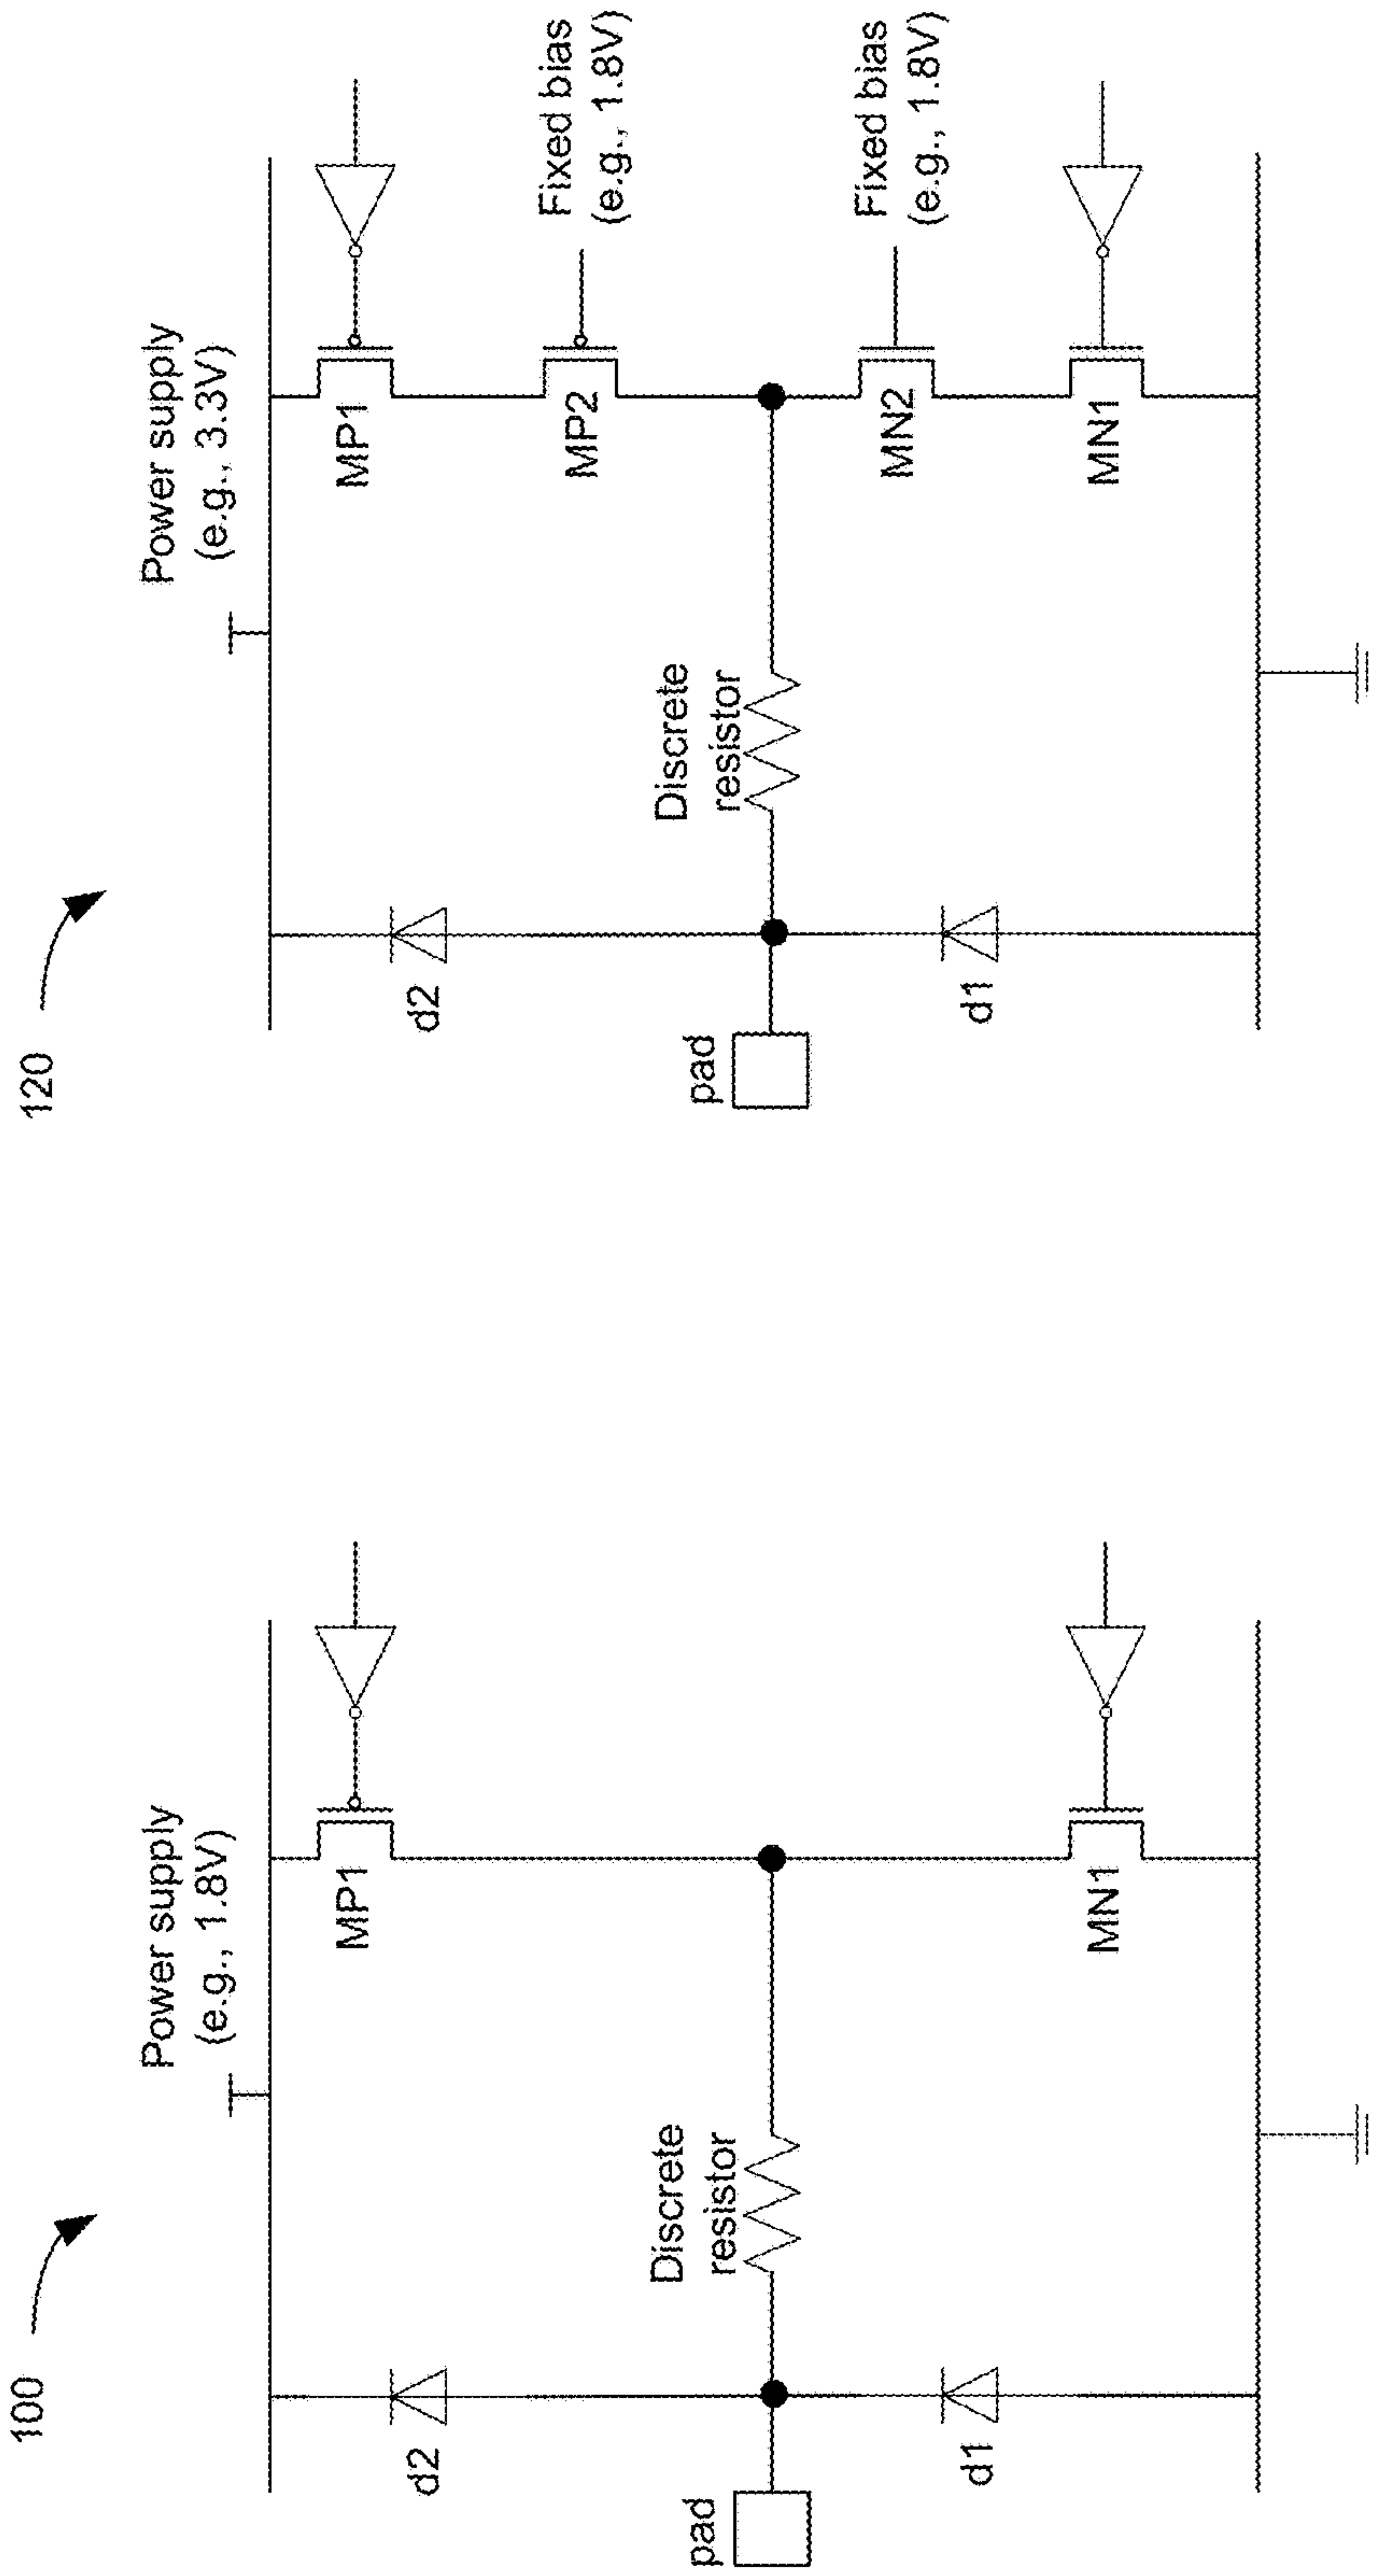 100
Power supply
(e.g., 1.8V)
MP1
d2
Discrete
resistor
pad
d1
MN1
120
Power supply
(e.g., 3.3V)
MP1
d2
MP2
Fixed bias
(e.g., 1.8V)
Discrete
resistor
pad
MN2
Fixed bias
(e.g., 1.8V)
d1
MN1